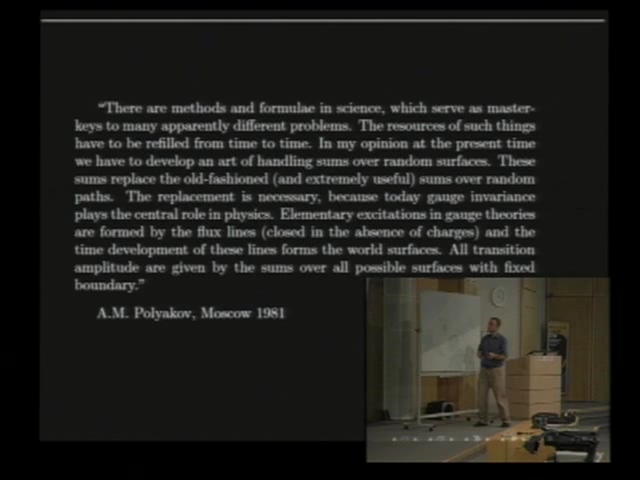 “There are methods and formulae in science, which serve as master-
keys to many apparently different problems. The resources of such things
have to be refilled from time to time. In my opinion at the present time
we have to develop an art of handling sums over random surfaces. These
sums replace the old-fashioned (and extremely useful) sums over random
paths. The replacement is necessary, because today gauge invariance
plays the central role in physics. Elementary excitations in gauge theories
are formed by the flux lines (closed in the absence of charges) and the
time development of these lines forms the world surfaces. All transition
amplitude are given by the sums over all possible surfaces with fixed
boundary.”
A.M. Polyakov, Moscow 1981